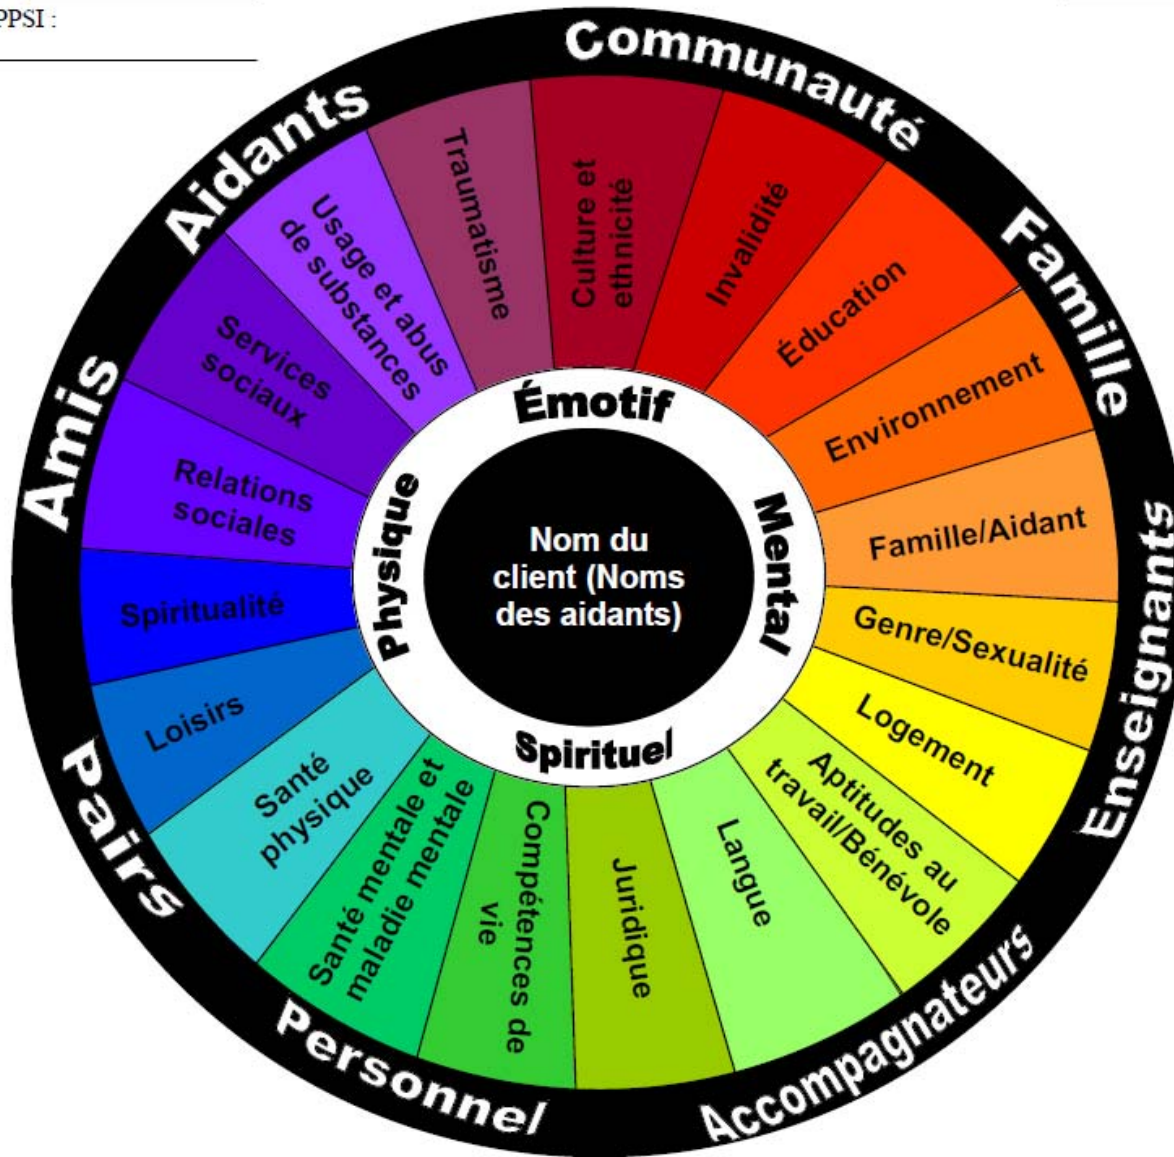 PPSI :
Communauté
Famille
Enseignants
Accompagnateurs
Personnel
Pairs
Amis
Aidants
Culture et
ethnicité
Invalidité
Éducation
Environnement
Famille/Aidant
Genre/Sexualité
Logement
Aptitudes au
travail/Bénévole
Langue
Juridique
Compétences de
vie
Santé mentale et
maladie mentale
Santé
physique
Loisirs
Spiritualité
Relations
sociales
Services
sociaux
Usage et abus
de substances
Traumatisme
Émotif
Mental
Spirituel
Physique
Nom du
client (Noms
des aidants)